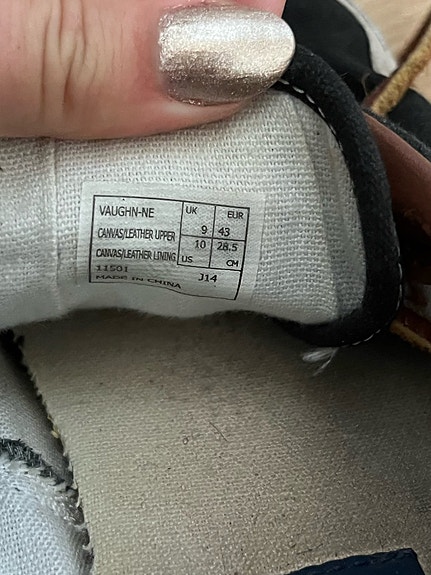 VAUGHN-NE UK EUR
CANVAS/LEATHER UPPER 9 43
CANVAS/LEATHER LINING 10 28.5
11501 US CM
MADE IN CHINA J14